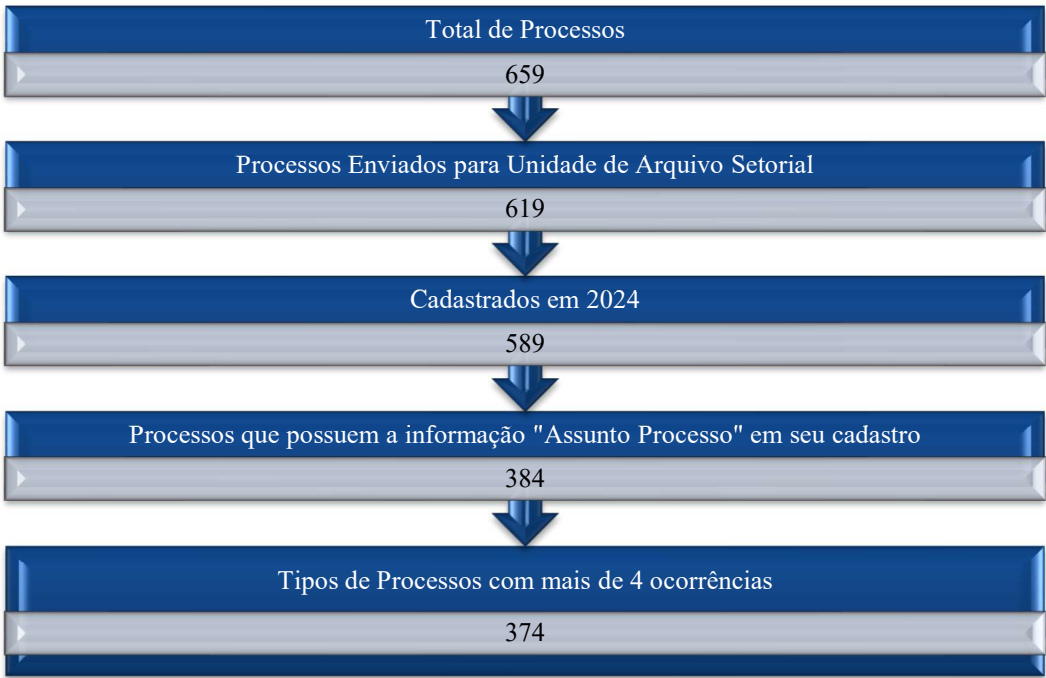 Total de Processos
659
Processos Enviados para Unidade de Arquivo Setorial
619
Cadastrados em 2024
589
Processos que possuem a informação "Assunto Processo" em seu cadastro
384
Tipos de Processos com mais de 4 ocorrências
374